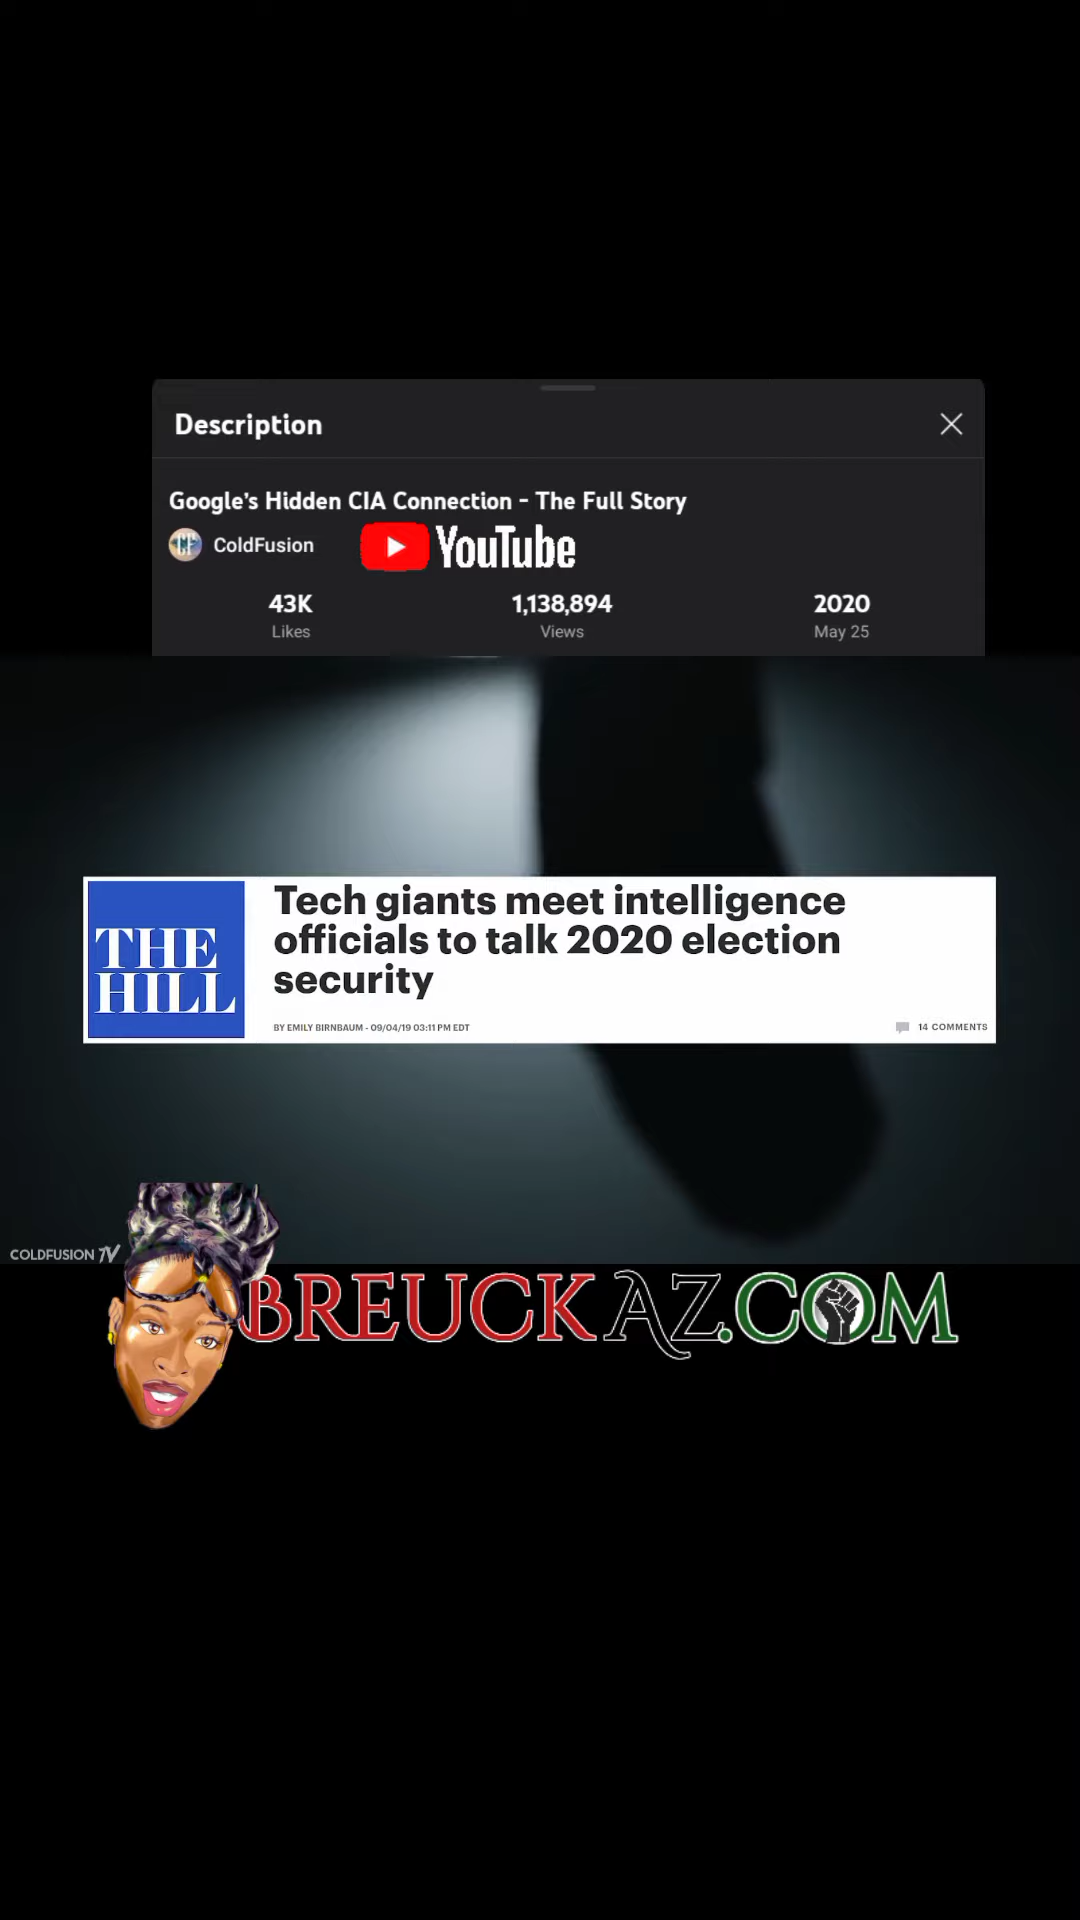 Description
Google's Hidden CIA Connection - The Full Story
CF ColdFusion YouTube
43K 1,138,894 2020
Likes Views May 25
THE HILL
Tech giants meet intelligence
officials to talk 2020 election
security
BY EMILY BIRNBAUM - 09/04/19 03:11 PM EDT 14 COMMENTS
COLDFUSION TV
BREUCKAZ.COM